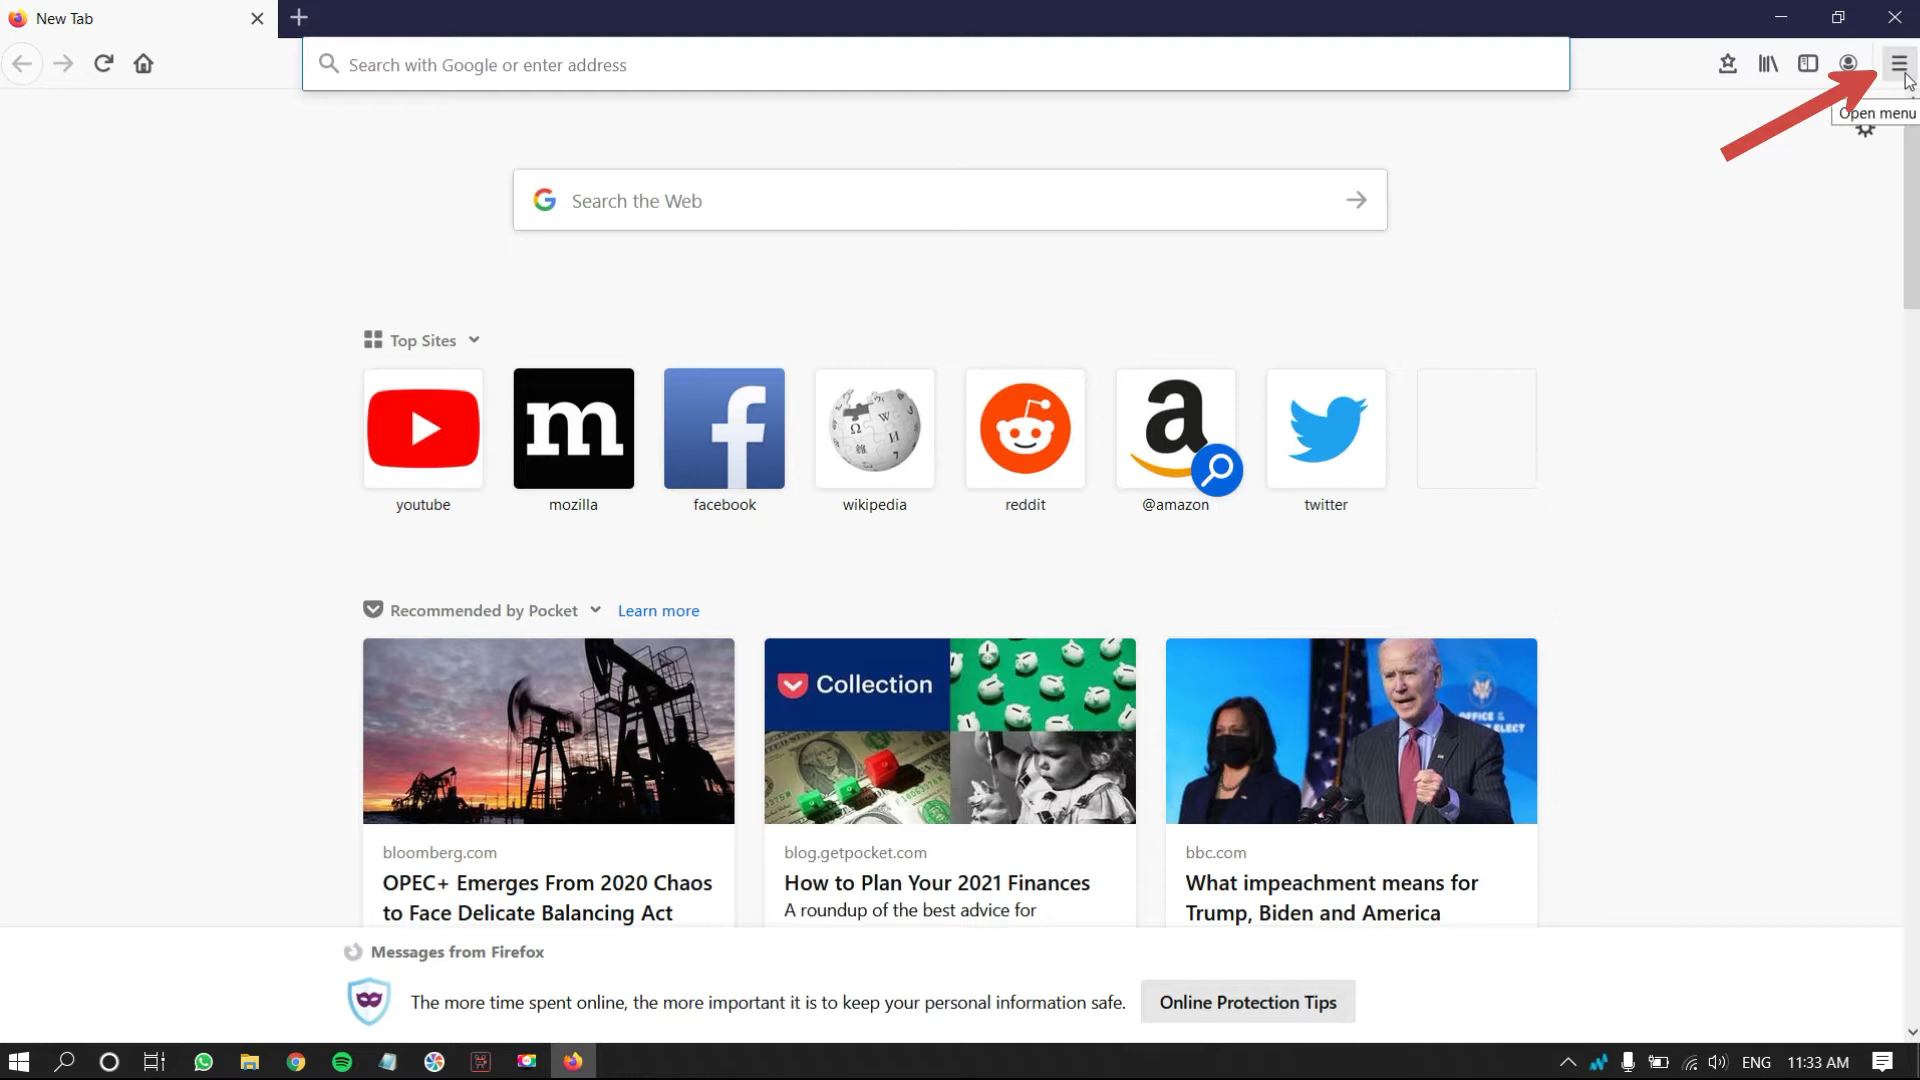 New Tab
Search with Google or enter address
Open menu
Search the Web
Top Sites
youtube
mozilla
facebook
wikipedia
reddit
@amazon
twitter
Recommended by Pocket
Learn more
Collection
bloomberg.com
OPEC+ Emerges From 2020 Chaos
to Face Delicate Balancing Act
blog.getpocket.com
How to Plan Your 2021 Finances
A roundup of the best advice for
bbc.com
What impeachment means for
Trump, Biden and America
Messages from Firefox
The more time spent online, the more important it is to keep your personal information safe.
Online Protection Tips
ENG
11:33 AM